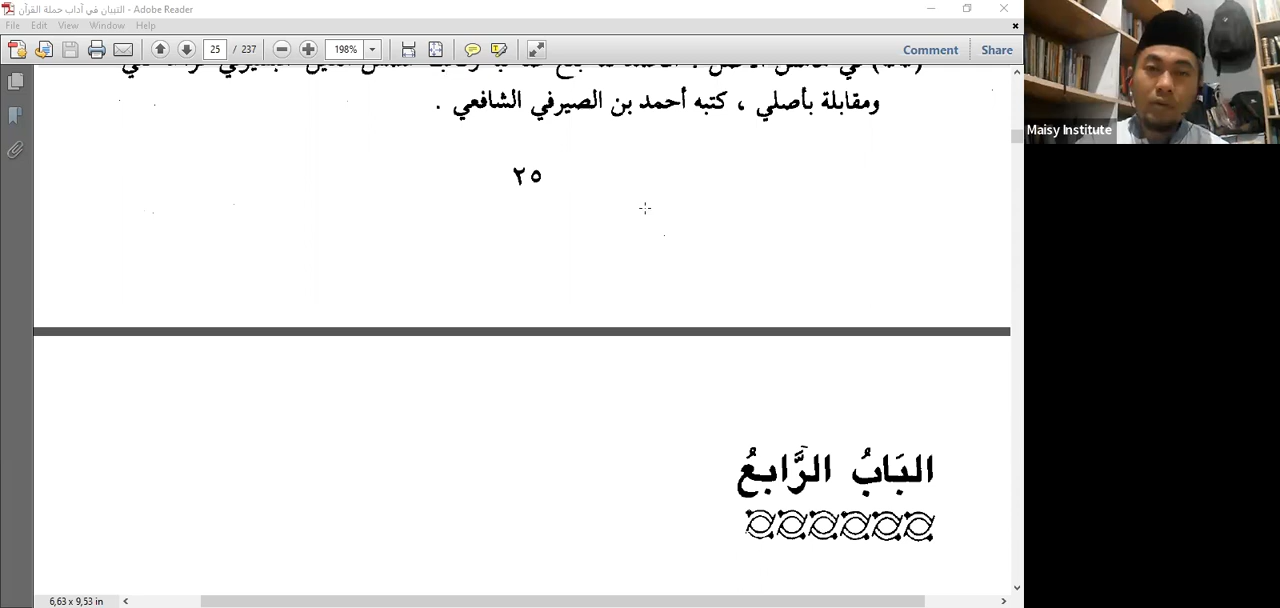 التبيان في آداب حملة القرآن - Adobe Reader
File Edit View Window Help
25 / 237 198% Comment Share
ومقابلة بأصلي ، كتبه أحمد بن الصيرفي الشافعي .
٢٥
البَابُ الرَّابعُ
6,63 x 9,53 in
Maisy Institute